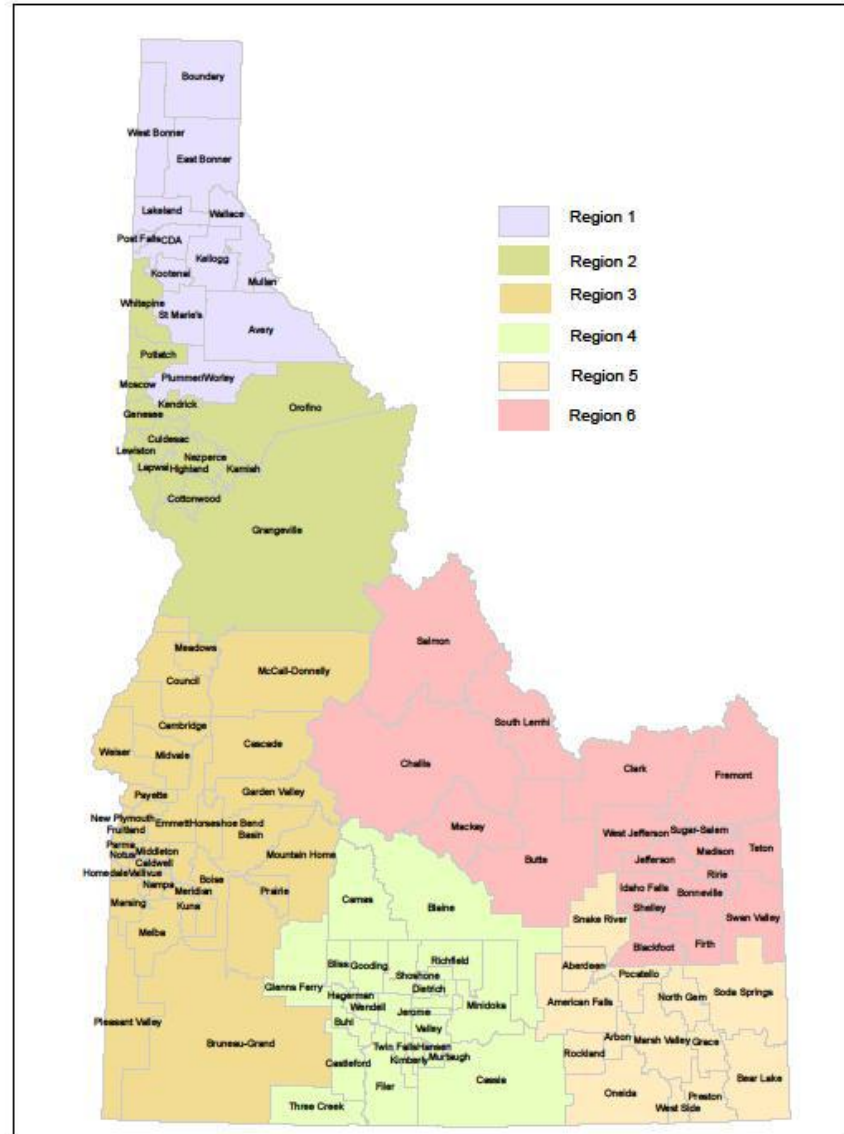 Boundary
West Bonner
East Bonner
Lakeland
Wallace
Post Falls
CDA
Kellogg
Kootenai
Mullan
Whitepine
St Marie's
Avery
Potlatch
Plummer/Worley
Moscow
Kendrick
Orofino
Genesee
Culdesac
Lewiston
Nezperce
Lapwai
Highland
Kamiah
Cottonwood
Grangeville
Region 1
Region 2
Region 3
Region 4
Region 5
Region 6
Salmon
Meadows
McCall-Donnelly
Council
South Lemhi
Cambridge
Cascade
Weiser
Midvale
Challis
Clark
Fremont
Garden Valley
Payette
New Plymouth
Fruitland
Emmett
Horseshoe Bend
Basin
Mackay
West Jefferson
Sugar-Salem
Parma
Notus
Middleton
Caldwell
Mountain Home
Butte
Jefferson
Madison
Teton
Homedale
Vallivue
Nampa
Boise
Meridian
Prairie
Idaho Falls
Ririe
Bonneville
Marsing
Kuna
Camas
Blaine
Snake River
Shelley
Swan Valley
Melba
Blackfoot
Firth
Bliss
Gooding
Richfield
Shoshone
Dietrich
Aberdeen
Pocatello
Glenns Ferry
Hagerman
Wendell
Jerome
Minidoka
American Falls
North Gem
Soda Springs
Pleasant Valley
Buhl
Valley
Bruneau-Grand
Twin Falls
Hansen
Kimberly
Murtaugh
Castleford
Filer
Cassia
Rockland
Arbon
Marsh Valley
Grace
Three Creek
Oneida
Preston
West Side
Bear Lake